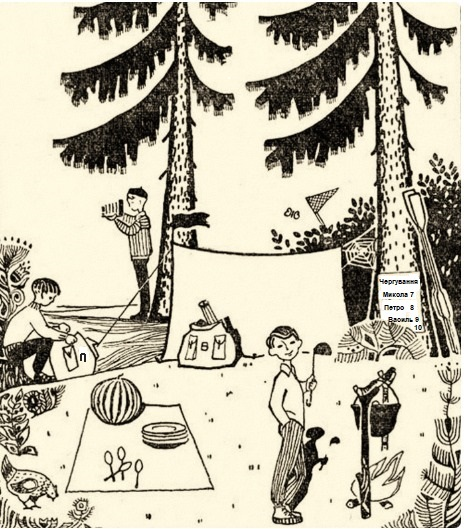 Чергування
Микола 7
Петро 8
Василь 9
10
В
П